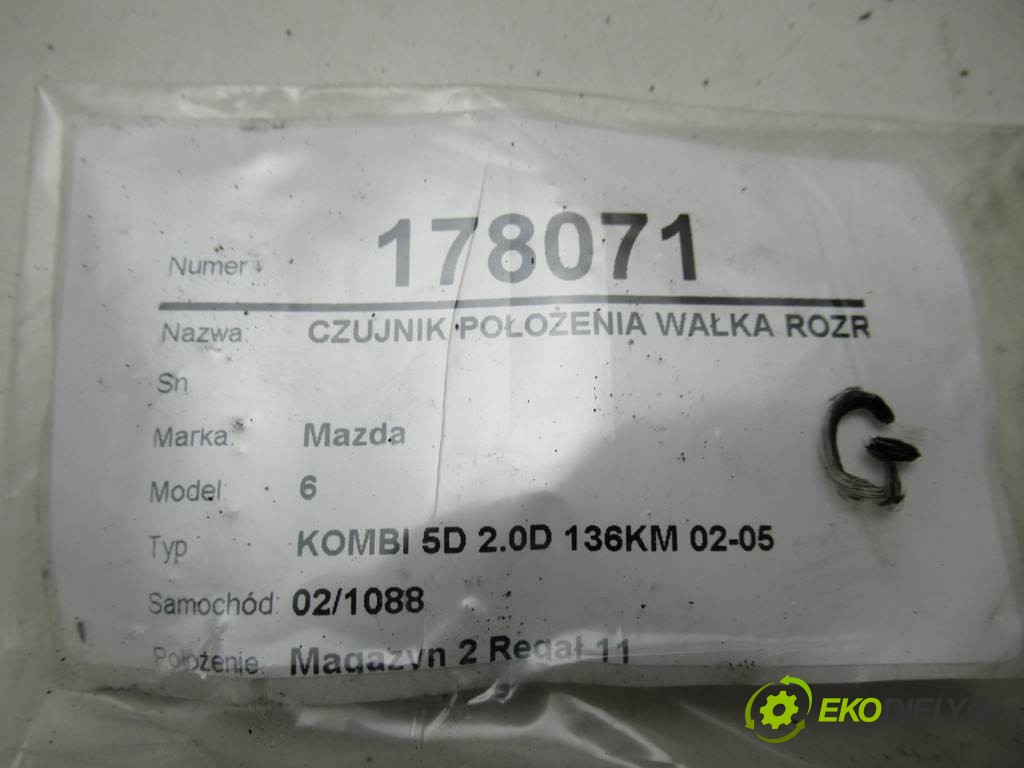 Numer: 178071
Nazwa: CZUJNIK POŁOŻENIA WAŁKA ROZR
Sn
Marka: Mazda
Model: 6
Typ KOMBI 5D 2.0D 136KM 02-05
Samochód: 02/1088
Położenie: Magazyn 2 Regał 11
G
EKODIELY